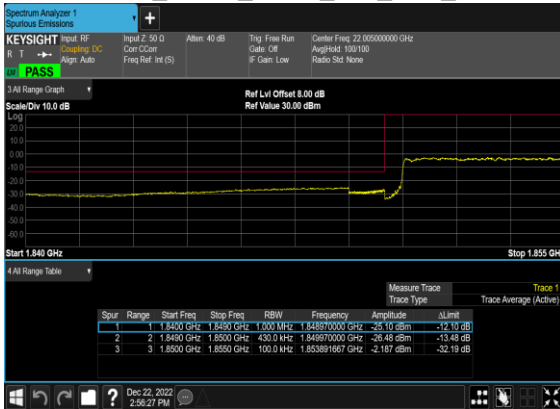 Spectrum Analyzer 1
Spurious Emissions
+
KEYSIGHT Input: RF Input Z: 50 Ω Atten: 40 dB Trig: Free Run Center Freq: 22.005000000 GHz
R T Coupling: DC Corr CCorr Gate: Off Avg|Hold: 100/100
Align: Auto Freq Ref: Int (S) IF Gain: Low Radio Std: None
PASS
3 All Range Graph
Ref Lvl Offset 8.00 dB
Scale/Div 10.0 dB Ref Value 30.00 dBm
Log
20.0
10.0
0.00
-10.0
-20.0
-30.0
-40.0
-50.0
-60.0
Start 1.840 GHz Stop 1.855 GH
4 All Range Table
Measure Trace Trace 1
Trace Type Trace Average (Active)
Spur Range Start Freq Stop Freq RBW Frequency Amplitude ΔLimit
1 1 1.8400 GHz 1.8490 GHz 1.000 MHz 1.848970000 GHz -25.10 dBm -12.10 dB
2 2 1.8490 GHz 1.8500 GHz 430.0 kHz 1.849970000 GHz -26.48 dBm -13.48 dB
3 3 1.8500 GHz 1.8550 GHz 100.0 kHz 1.853891667 GHz -2.187 dBm -32.19 dB
?
Dec 22, 2022
2:56:27 PM